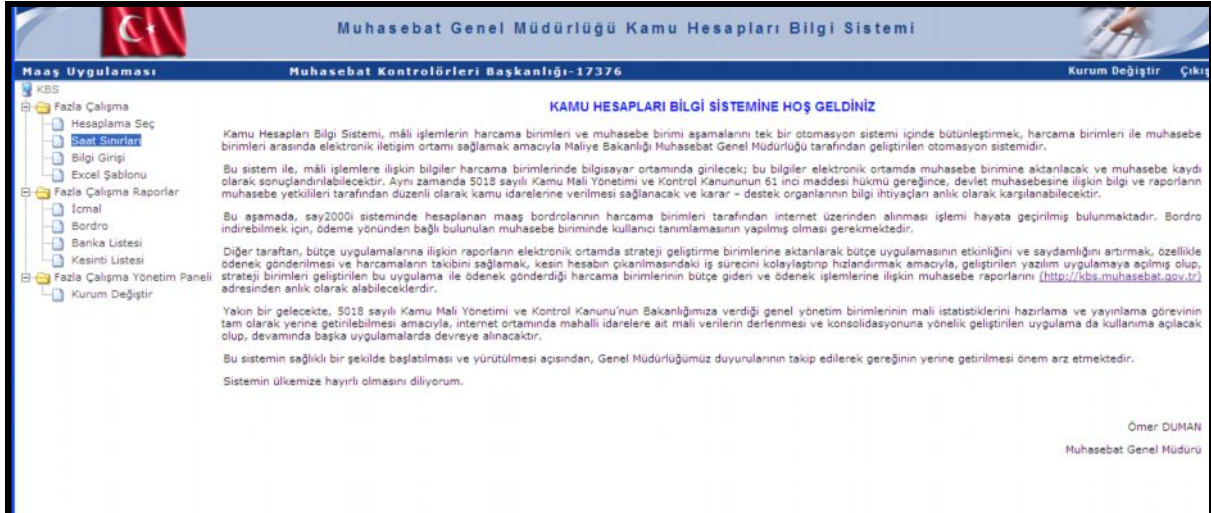 Muhasebat Genel Müdürlüğü Kamu Hesapları Bilgi Sistemi
Maaş Uygulaması
Muhasebat Kontrolörleri Başkanlığı-17376
Kurum Değiştir
Çıkış
KBS
Fazla Çalışma
Hesaplama Seç
Saat Sınırları
Bilgi Girişi
Excel Şablonu
Fazla Çalışma Raporlar
İcmal
Bordro
Banka Listesi
Kesinti Listesi
Fazla Çalışma Yönetim Paneli
Kurum Değiştir
KAMU HESAPLARI BİLGİ SİSTEMİNE HOŞ GELDİNİZ
Kamu Hesapları Bilgi Sistemi, mâli işlemlerin harcama birimleri ve muhasebe birimi aşamalarını tek bir otomasyon sistemi içinde bütünleştirmek, harcama birimleri ile muhasebe
birimleri arasında elektronik iletişim ortamı sağlamak amacıyla Maliye Bakanlığı Muhasebat Genel Müdürlüğü tarafından geliştirilen otomasyon sistemidir.
Bu sistem ile, mâli işlemlere ilişkin bilgiler harcama birimlerinde bilgisayar ortamında girilecek; bu bilgiler elektronik ortamda muhasebe birimine aktarılacak ve muhasebe kaydı
olarak sonuçlandırılabilecektir. Aynı zamanda 5018 sayılı Kamu Mali Yönetimi ve Kontrol Kanununun 61 inci maddesi hükmü gereğince, devlet muhasebesine ilişkin bilgi ve raporların
muhasebe yetkilileri tarafından düzenli olarak kamu idarelerine verilmesi sağlanacak ve karar – destek organlarının bilgi ihtiyaçları anlık olarak karşılanabilecektir.
Bu aşamada, say2000i sisteminde hesaplanan maaş bordrolarının harcama birimleri tarafından internet üzerinden alınması işlemi hayata geçirilmiş bulunmaktadır. Bordro
indirebilmek için, ödeme yönünden bağlı bulunulan muhasebe biriminde kullanıcı tanımlamasının yapılmış olması gerekmektedir.
Diğer taraftan, bütçe uygulamalarına ilişkin raporların elektronik ortamda strateji geliştirme birimlerine aktarılarak bütçe uygulamasının etkinliğini ve saydamlığını artırmak, özellikle
ödenek gönderilmesi ve harcamaların takibini sağlamak, kesin hesabın çıkarılmasındaki iş sürecini kolaylaştırıp hızlandırmak amacıyla, geliştirilen yazılım uygulamaya açılmış olup,
strateji birimleri geliştirilen bu uygulama ile ödenek gönderdiği harcama birimlerinin bütçe gideri ve ödenek işlemlerine ilişkin muhasebe raporlarını (http://kbs.muhasebat.gov.tr)
adresinden anlık olarak alabileceklerdir.
Yakın bir gelecekte, 5018 sayılı Kamu Mali Yönetimi ve Kontrol Kanunu'nun Bakanlığımıza verdiği genel yönetim birimlerinin mali istatistiklerini hazırlama ve yayınlama görevinin
tam olarak yerine getirilebilmesi amacıyla, internet ortamında mahalli idarelere ait mali verilerin derlenmesi ve konsolidasyonuna yönelik geliştirilen uygulama da kullanıma açılacak
olup, devamında başka uygulamalarda devreye alınacaktır.
Bu sistemin sağlıklı bir şekilde başlatılması ve yürütülmesi açısından, Genel Müdürlüğümüz duyurularının takip edilerek gereğinin yerine getirilmesi önem arz etmektedir.
Sistemin ülkemize hayırlı olmasını diliyorum.
Ömer DUMAN
Muhasebat Genel Müdürü